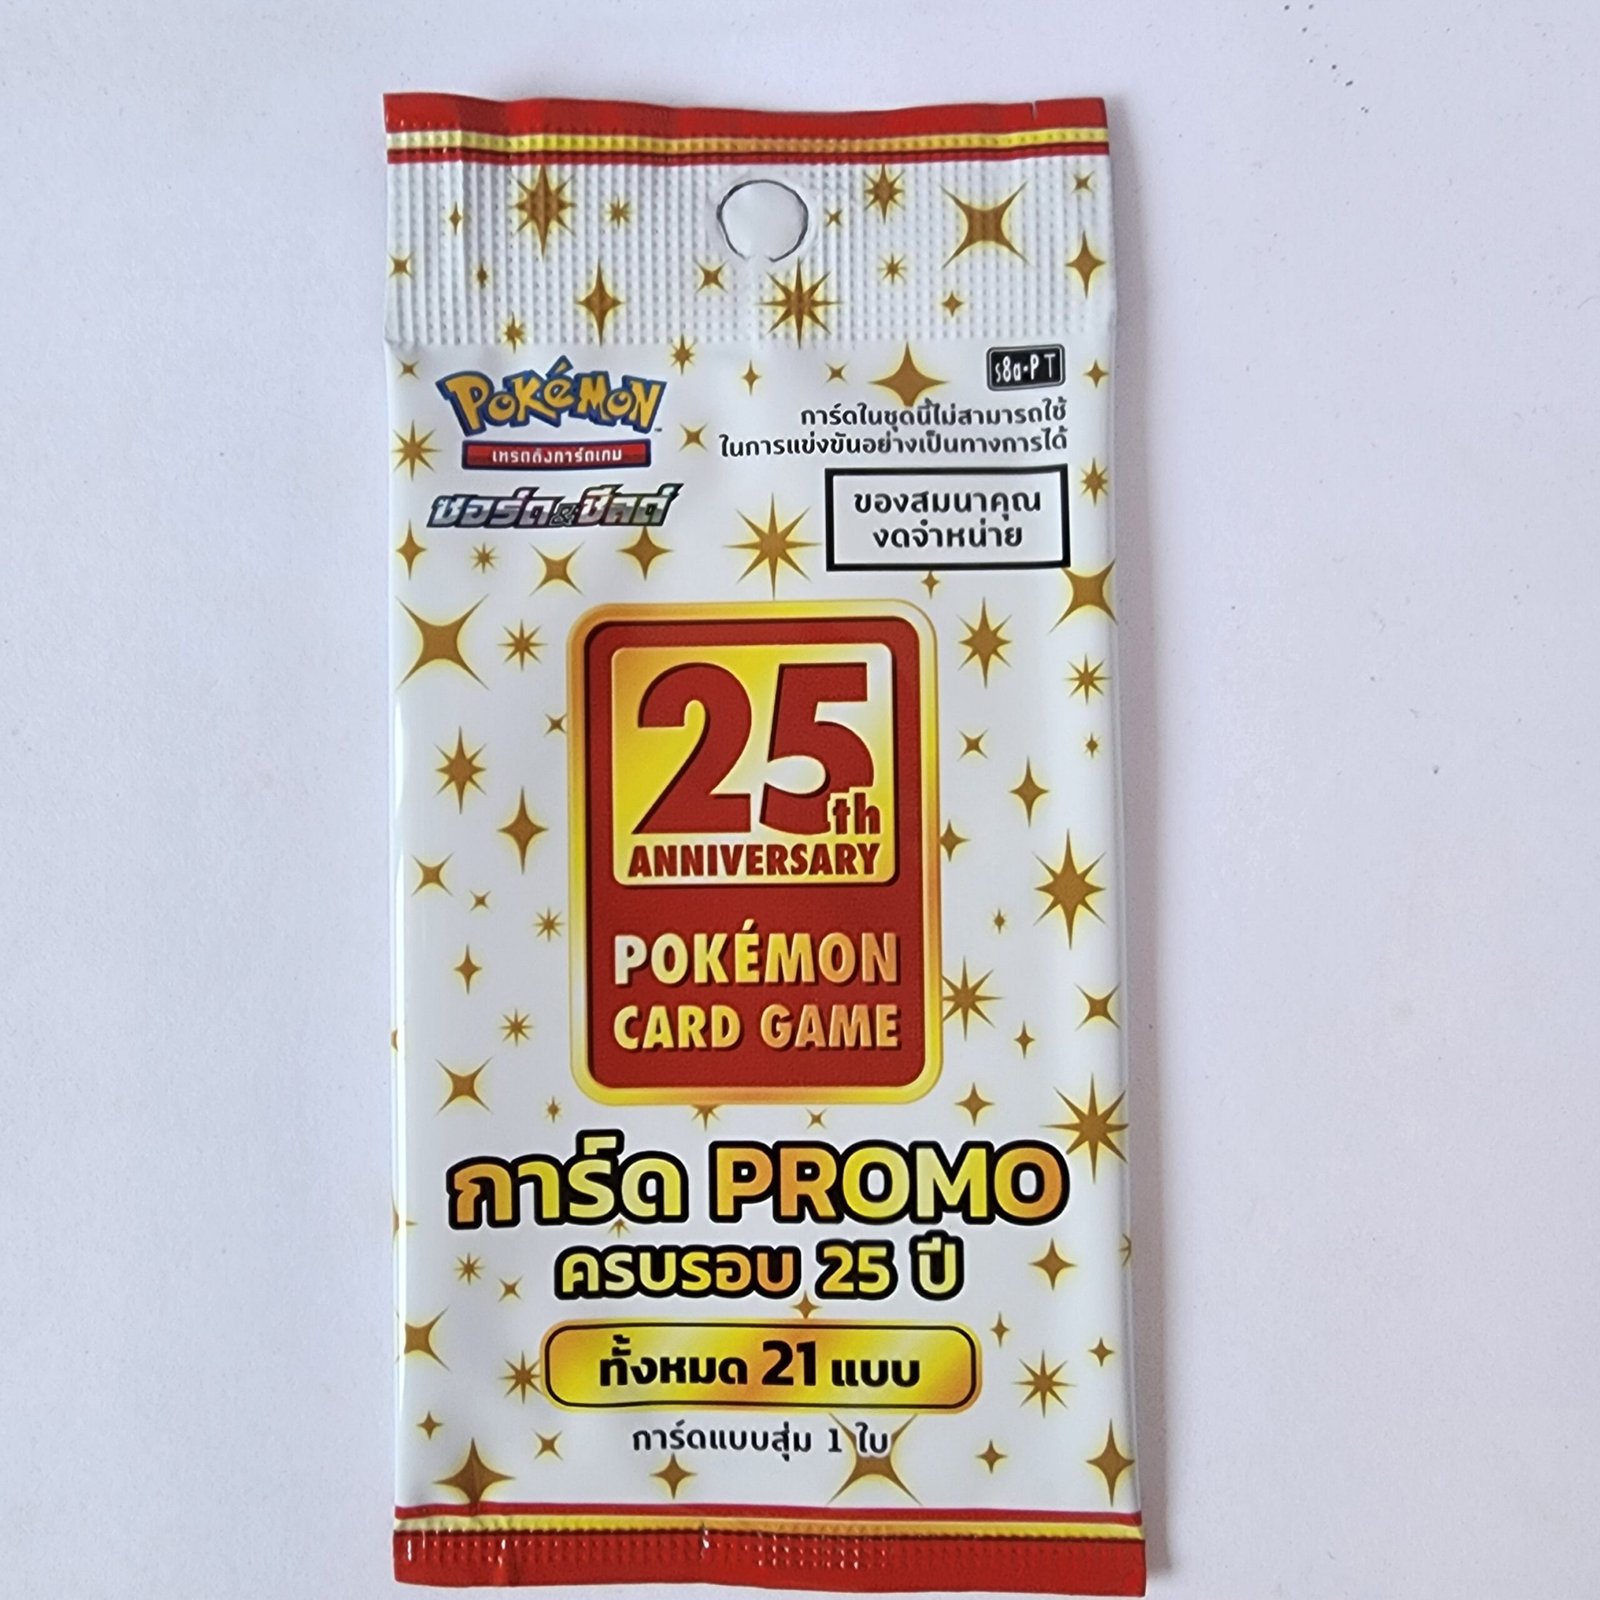 s8a-P T
Pokémon
เทรดดิงการ์ดเกม
ซอร์ด&ชีลด์
การ์ดในชุดนี้ไม่สามารถใช้
ในการแข่งขันอย่างเป็นทางการได้
ของสมนาคุณ
งดจำหน่าย
25th
ANNIVERSARY
POKÉMON
CARD GAME
การ์ด PROMO
ครบรอบ 25 ปี
ทั้งหมด 21 แบบ
การ์ดแบบสุ่ม 1 ใบ